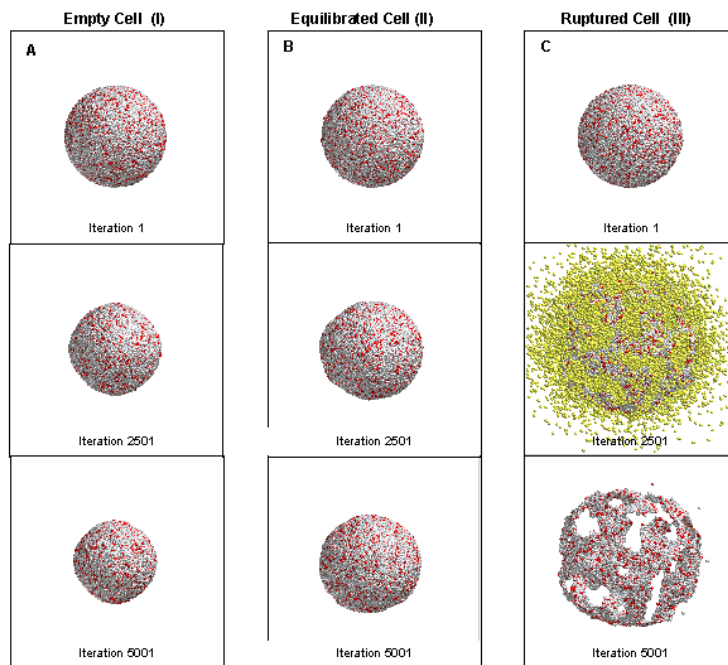 Empty Cell (I)
Equilibrated Cell (II)
Ruptured Cell (III)
A
B
C
Iteration 1
Iteration 1
Iteration 1
Iteration 2501
Iteration 2501
Iteration 2501
Iteration 5001
Iteration 5001
Iteration 5001